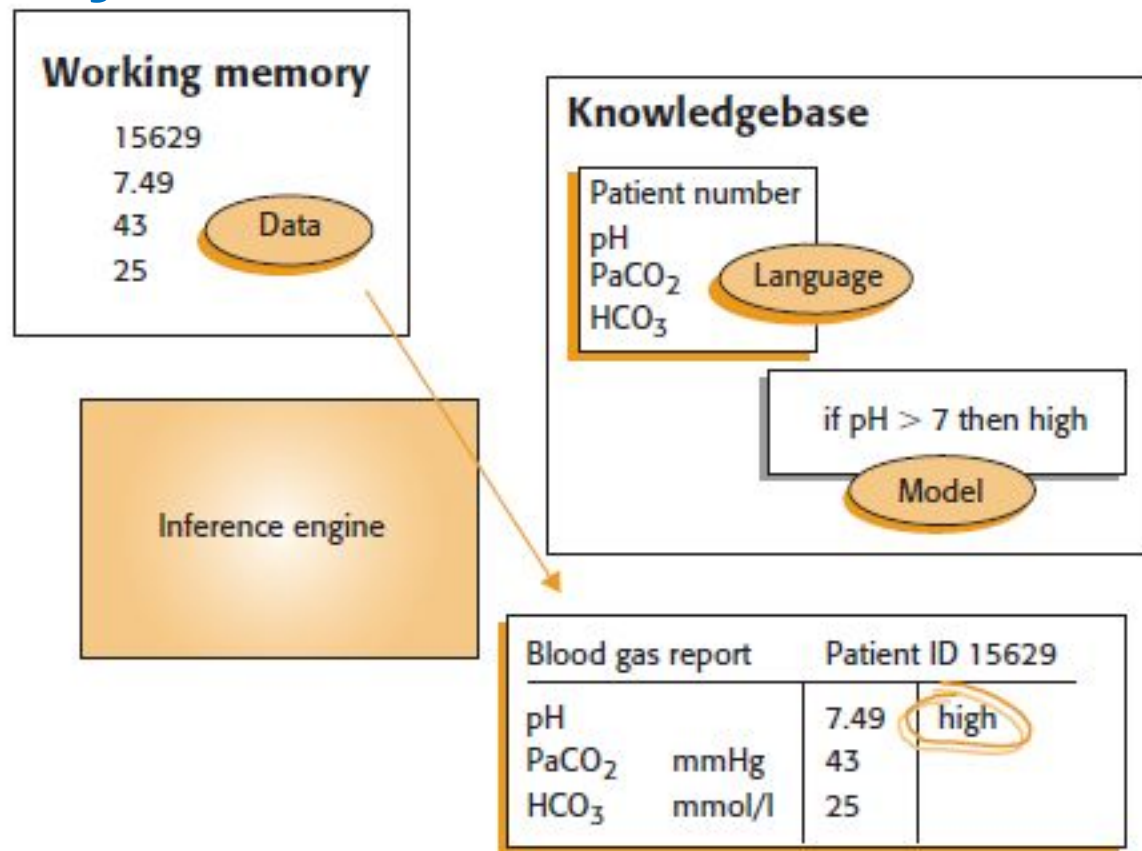 Working memory
15629
7.49
43
25
Data
Knowledgebase
Patient number
pH
PaCO₂
HCO₃
Language
if pH > 7 then high
Model
Inference engine
Blood gas report Patient ID 15629
pH 7.49 high
PaCO₂ mmHg 43
HCO₃ mmol/l 25